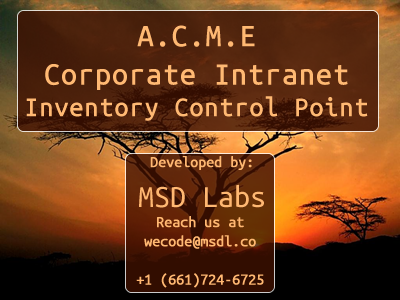 A.C.M.E
Corporate Intranet
Inventory Control Point
Developed by:
MSD Labs
Reach us at
wecode@msdl.co
+1 (661)724-6725